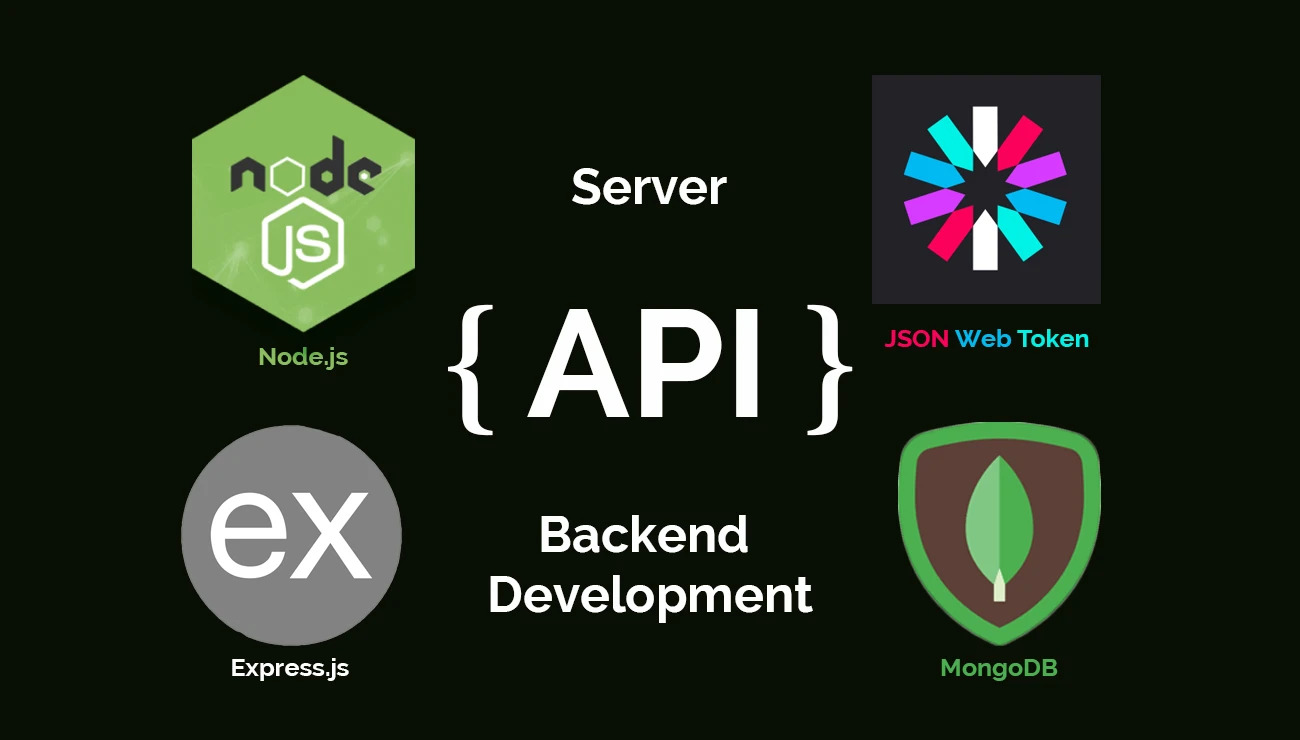 node
JS
Node.js
Server
JSON Web Token
{ API }
ex
Express.js
Backend
Development
MongoDB